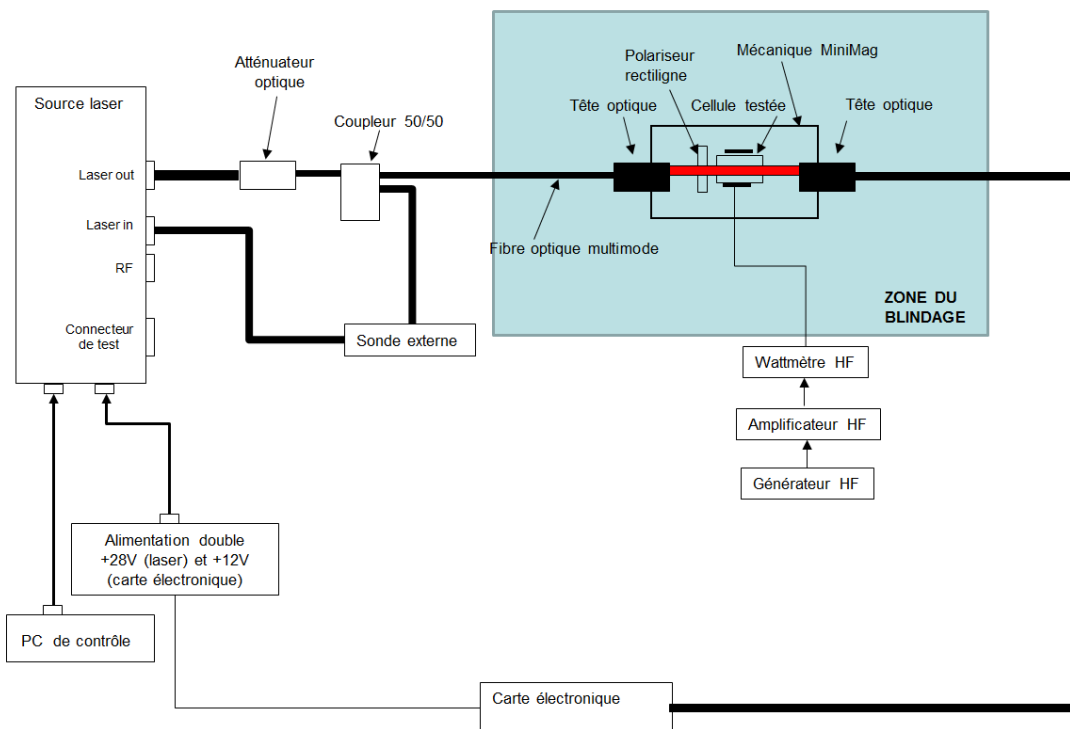 Source laser
Laser out
Laser in
RF
Connecteur
de test
Atténuateur
optique
Coupleur 50/50
Sonde externe
Fibre optique multimode
Tête optique
Polariseur
rectiligne
Cellule testée
Mécanique MiniMag
Tête optique
ZONE DU
BLINDAGE
Wattmètre HF
Amplificateur HF
Générateur HF
Alimentation double
+28V (laser) et +12V
(carte électronique)
PC de contrôle
Carte électronique